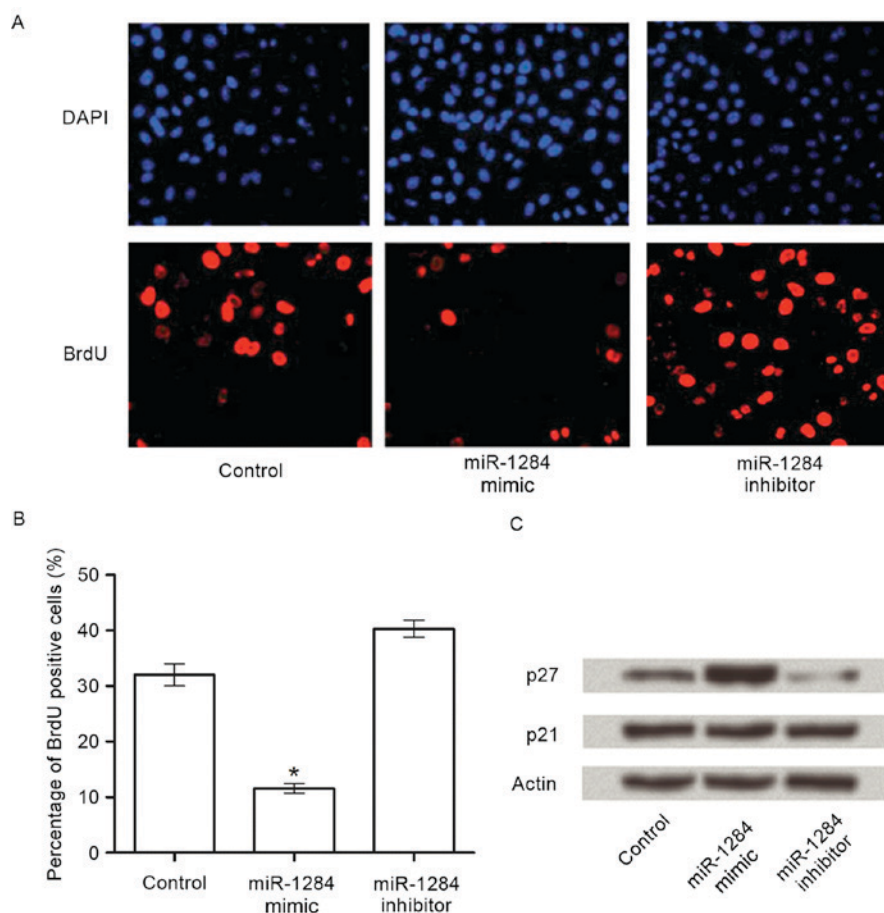 A
DAPI
BrdU
Control
miR-1284
mimic
miR-1284
inhibitor
B
Percentage of BrdU positive cells (%)
50
40
30
20
10
0
*
Control
miR-1284
mimic
miR-1284
inhibitor
C
p27
p21
Actin
Control
miR-1284
mimic
miR-1284
inhibitor